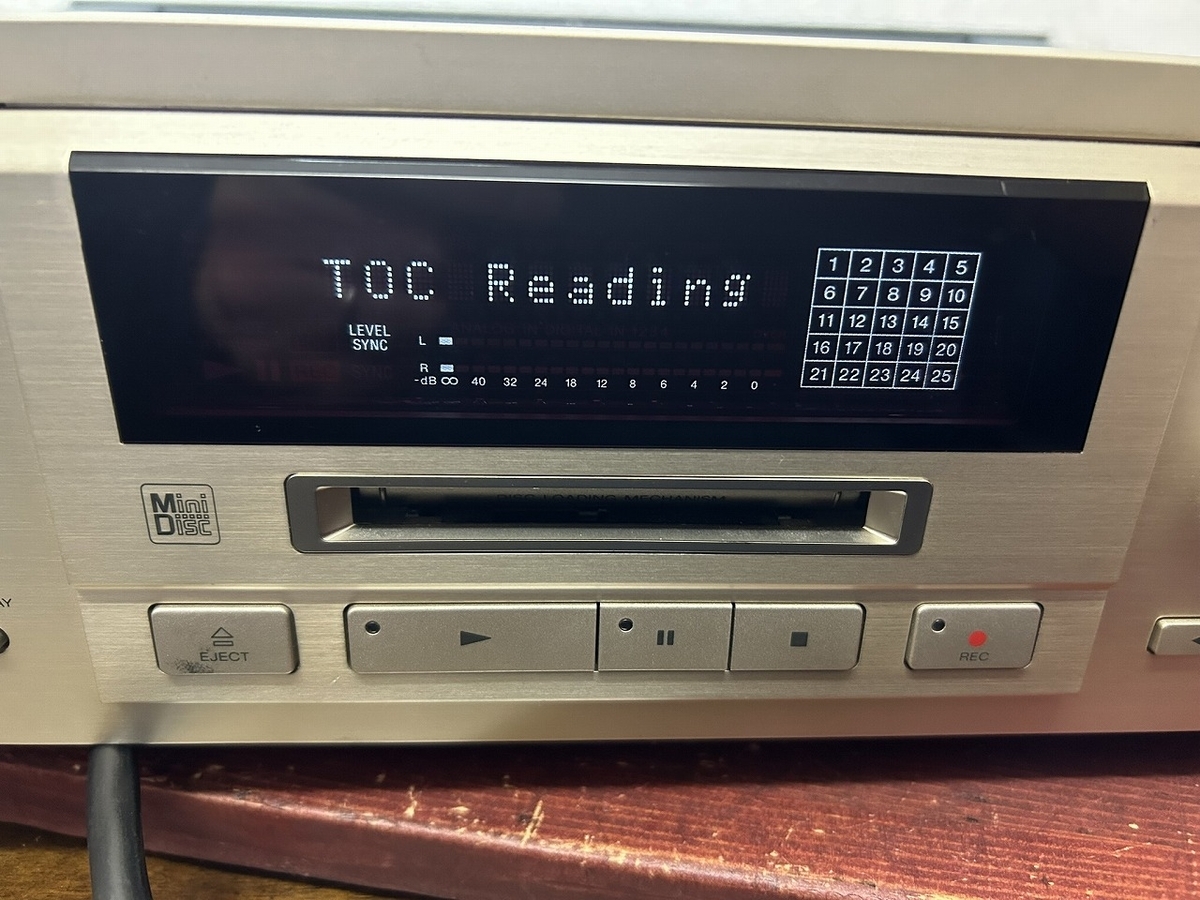 TOC Reading
LEVEL
SYNC
L
R
-dB ∞ 40 32 24 18 12 8 6 4 2 0
1 2 3 4 5
6 7 8 9 10
11 12 13 14 15
16 17 18 19 20
21 22 23 24 25
Mini
Disc
DISC LOADING MECHANISM
AY
EJECT
REC